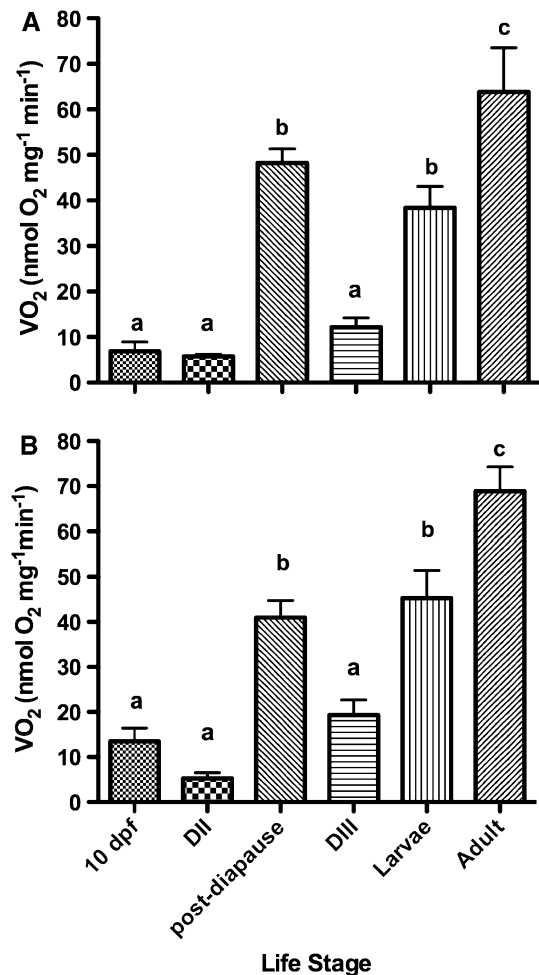 A
VO₂ (nmol O₂ mg⁻¹ min⁻¹)
80
70
60
50
40
30
20
10
0
a
a
b
a
b
c
B
VO₂ (nmol O₂ mg⁻¹min⁻¹)
80
70
60
50
40
30
20
10
0
a
a
b
a
b
c
10 dpf
DII
post-diapause
DIII
Larvae
Adult
Life Stage